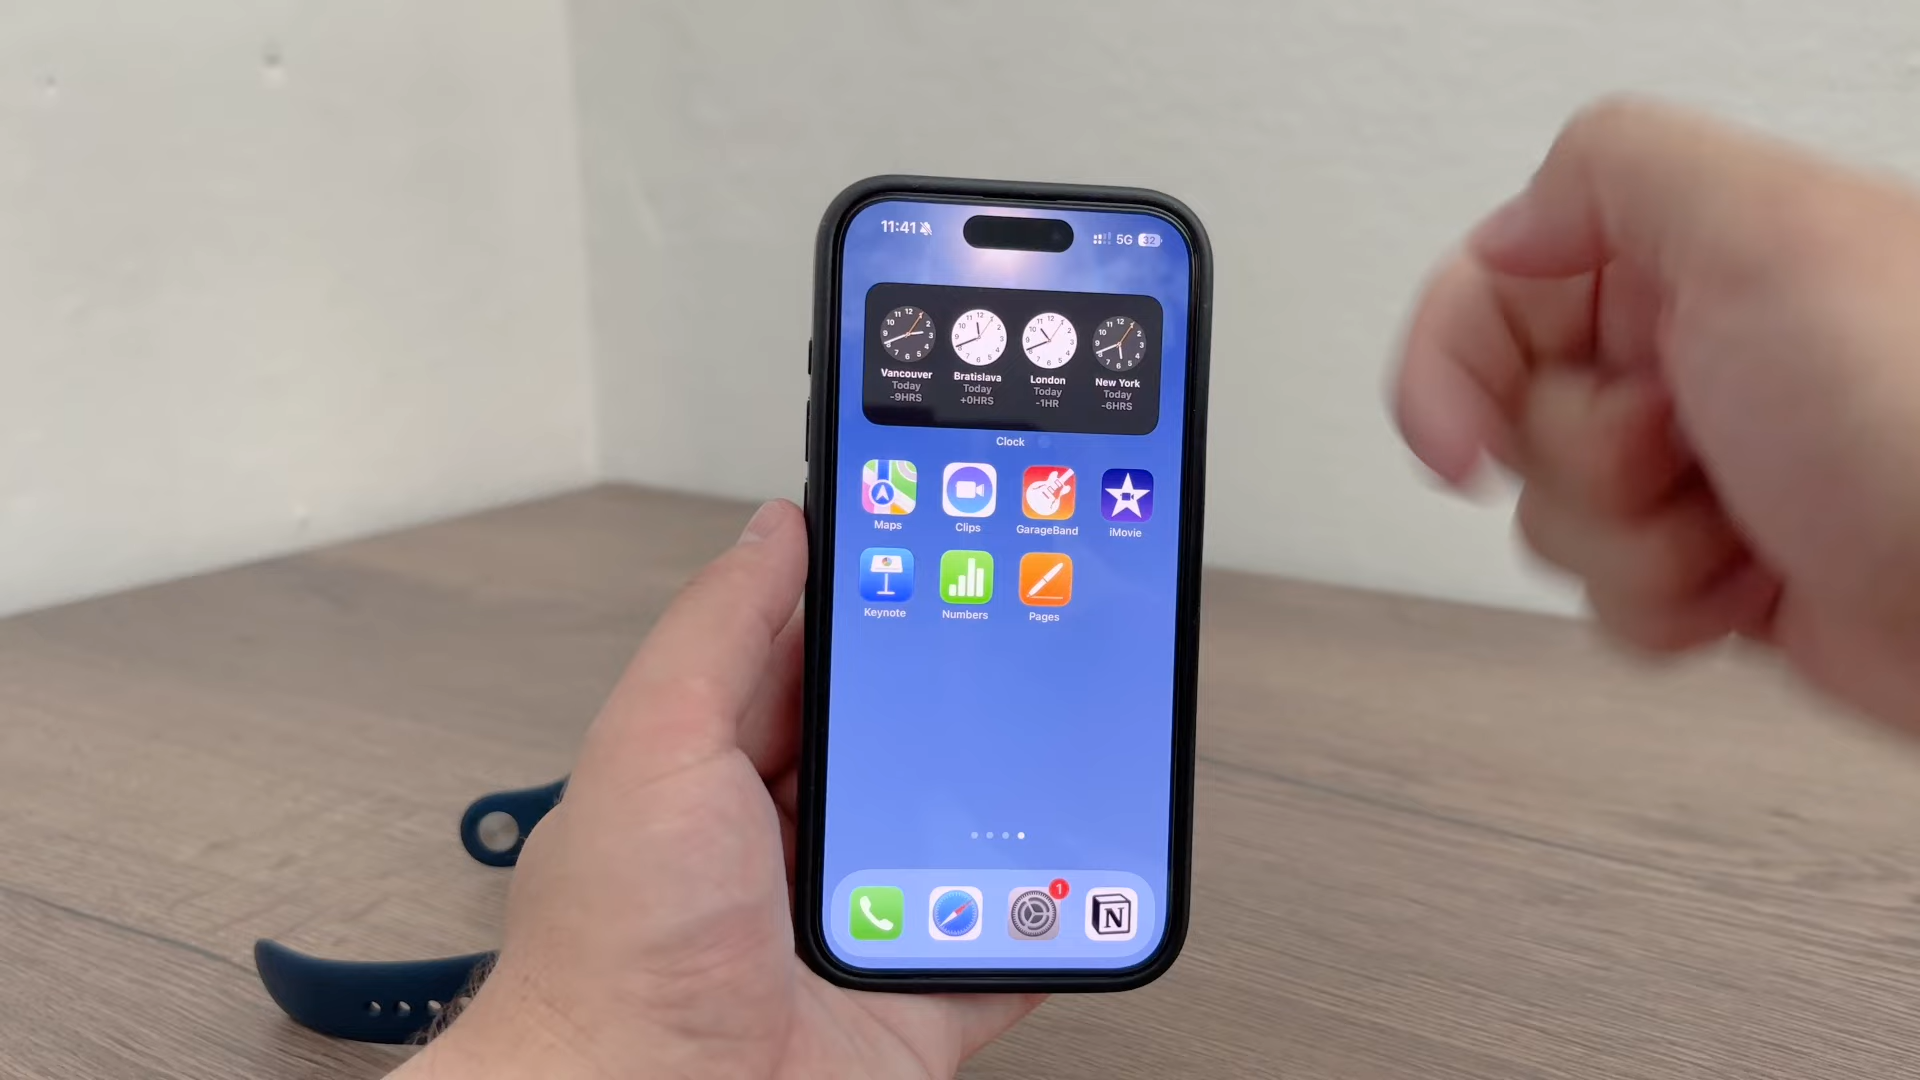 11:41 5G 32
Vancouver Bratislava London New York
Today Today Today Today
-9HRS +0HRS -1HR -6HRS
Clock
Maps Clips GarageBand iMovie
Keynote Numbers Pages
1
N